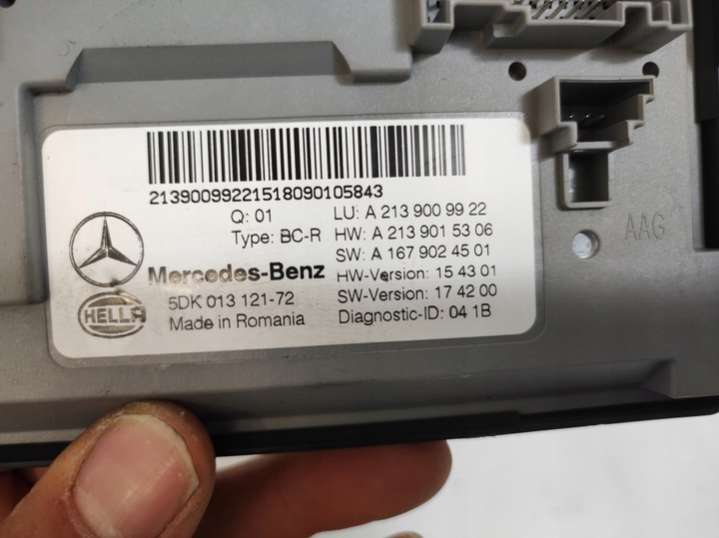 213900992215180901058​43
Q: 01
LU: A 213 900 99 22
Type: BC-R
HW: A 213 901 53 06
SW: A 167 902 45 01
Mercedes-Benz
HW-Version: 15 43 01
5DK 013 121-72
SW-Version: 17 42 00
HELLA
Made in Romania
Diagnostic-ID: 04 1B
AAG